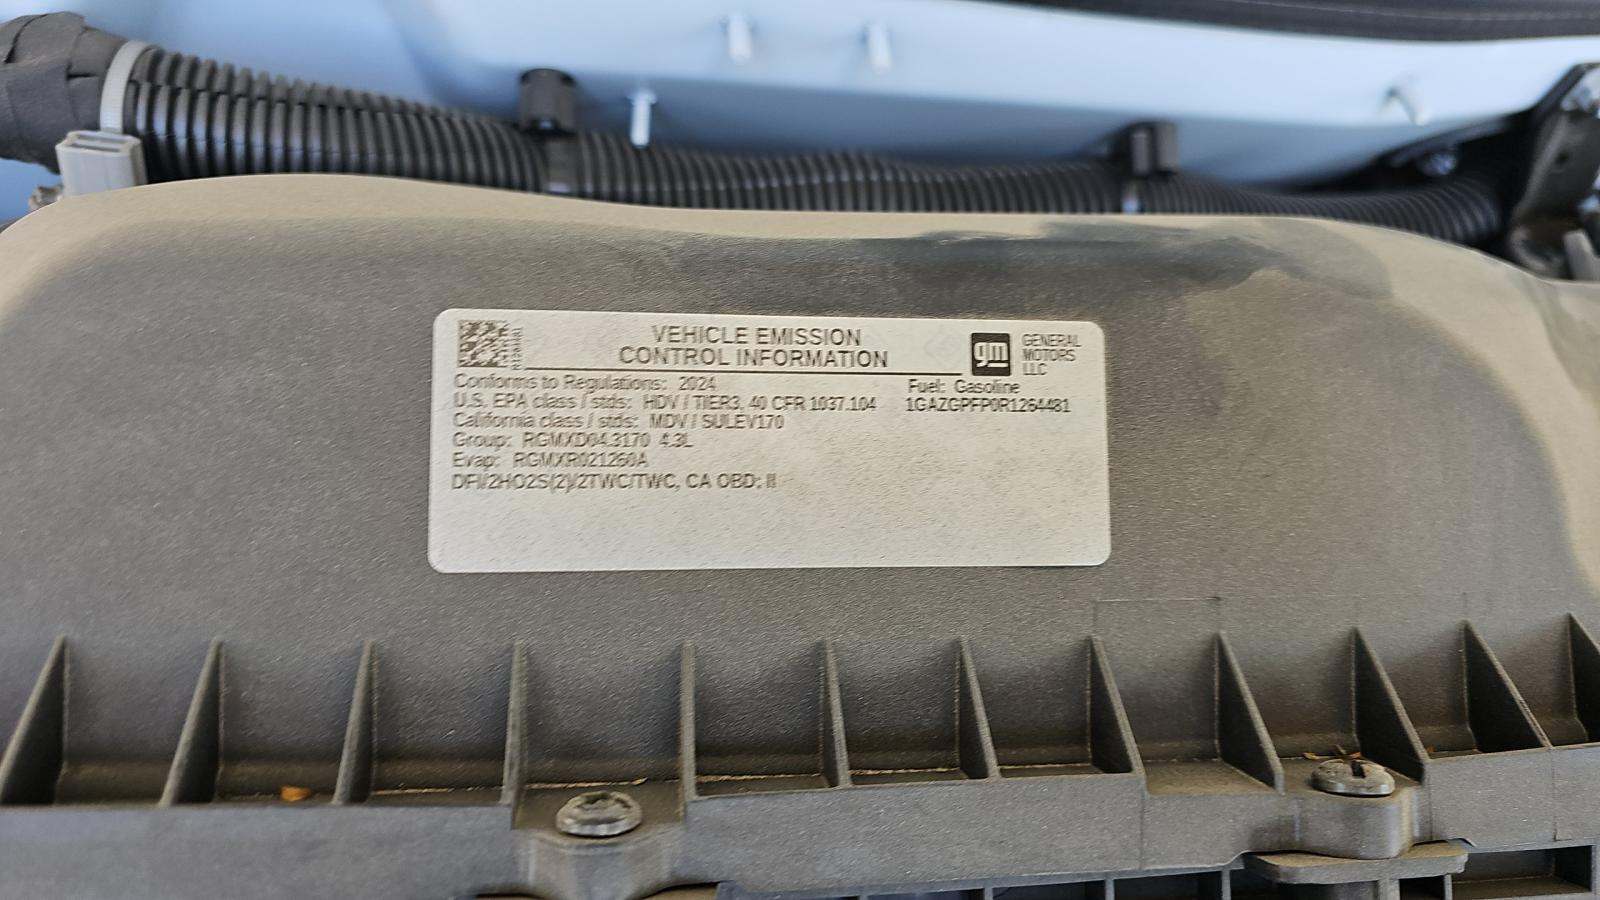 VEHICLE EMISSION
CONTROL INFORMATION
gm
GENERAL
MOTORS
LLC
Conforms to Regulations: 2024
Fuel: Gasoline
U.S. EPA class / stds: HDV / TIER3, 40 CFR 1037.104
1GAZGPFP0R1264481
California class / stds: MDV / SULEV170
Group: RGMXD04.3170 4.3L
Evap: RGMXR021260A
DFI/2HO2S(2)/2TWC/TWC, CA OBD: II